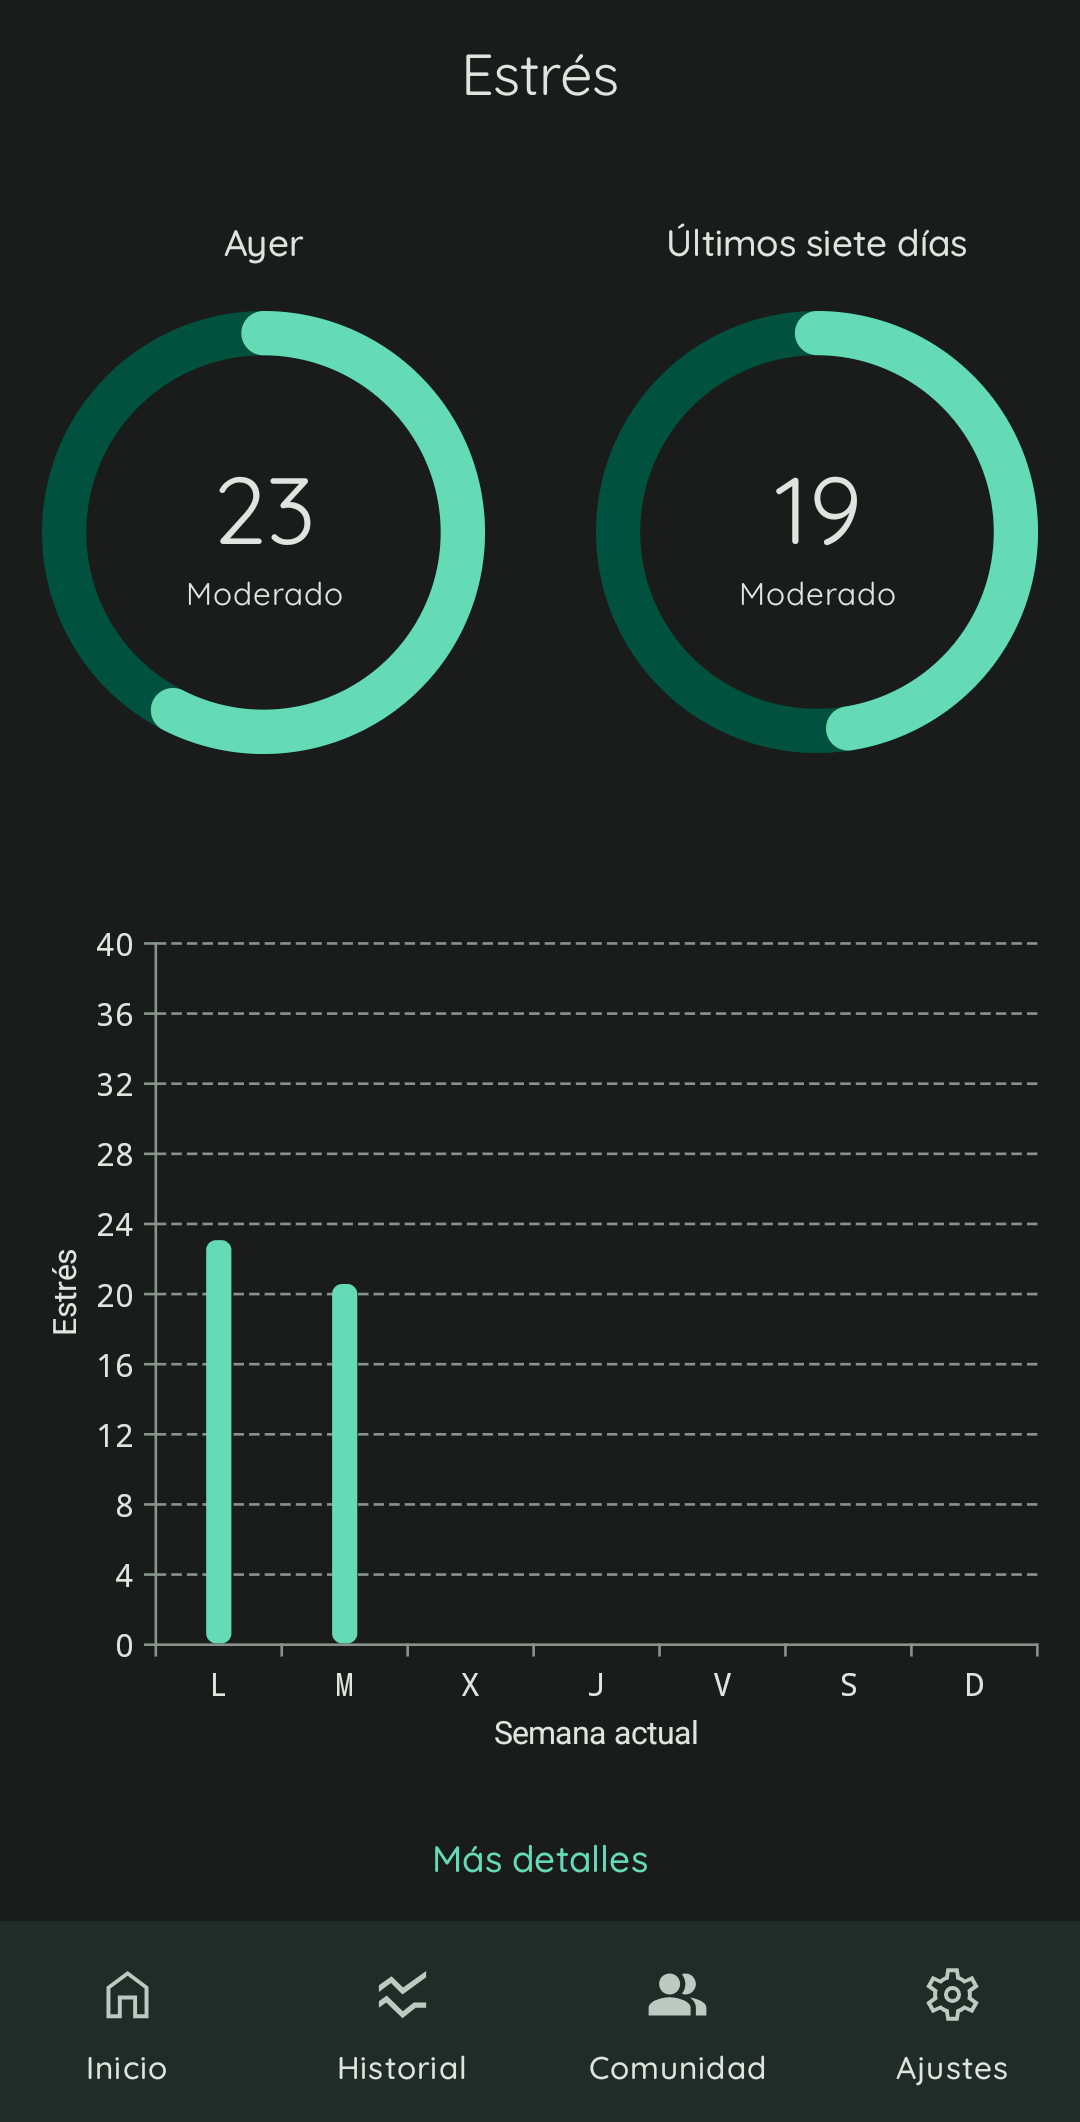 Estrés
Ayer
Últimos siete días
23
Moderado
19
Moderado
40
36
32
28
24
20
16
12
8
4
0
Estrés
L M X J V S D
Semana actual
Más detalles
Inicio
Historial
Comunidad
Ajustes